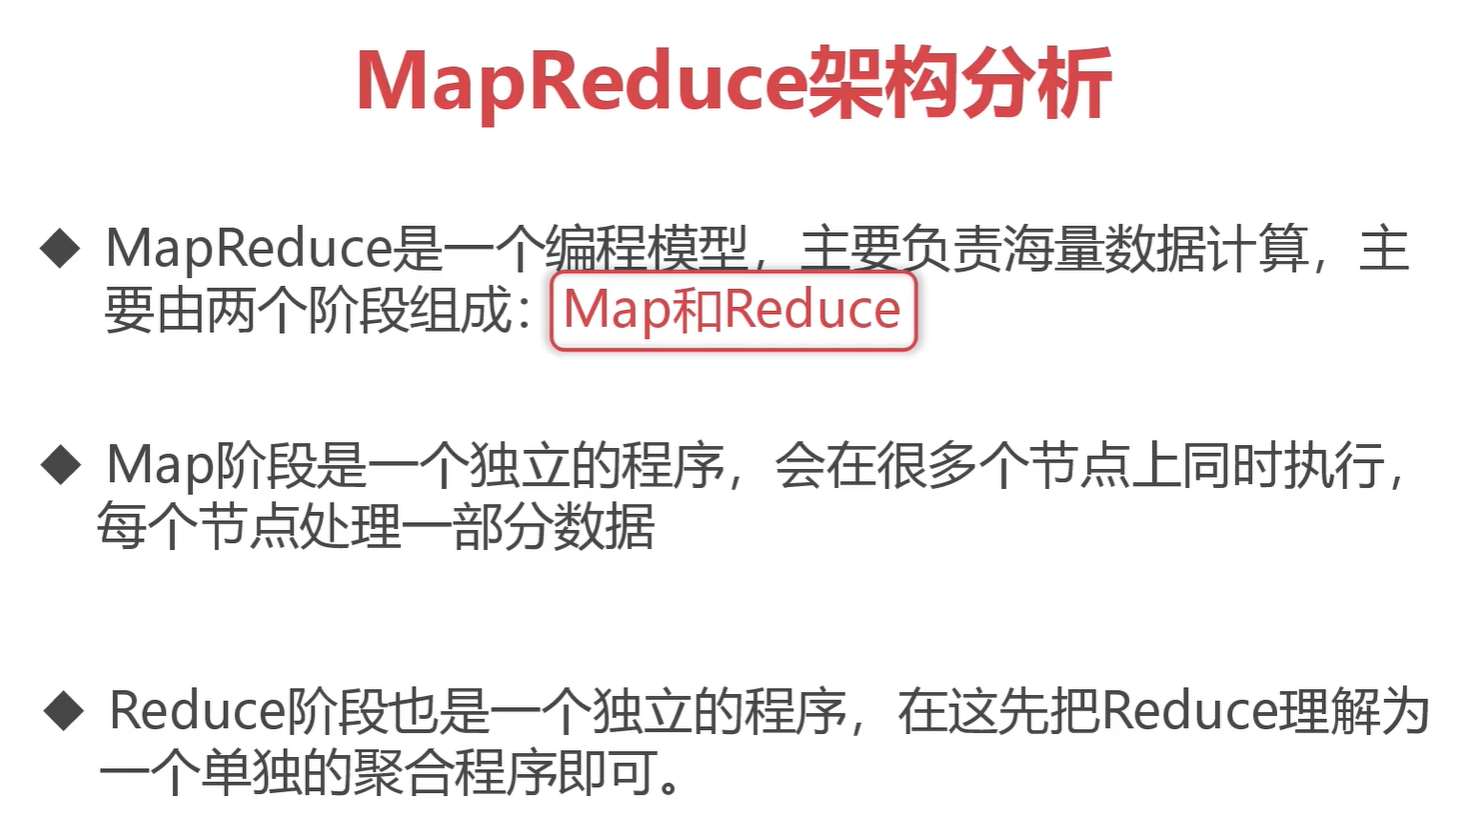 MapReduce架构分析
◆ MapReduce是一个编程模型，主要负责海量数据计算，主
要由两个阶段组成：Map和Reduce
◆ Map阶段是一个独立的程序，会在很多个节点上同时执行，
每个节点处理一部分数据
◆ Reduce阶段也是一个独立的程序，在这先把Reduce理解为
一个单独的聚合程序即可。